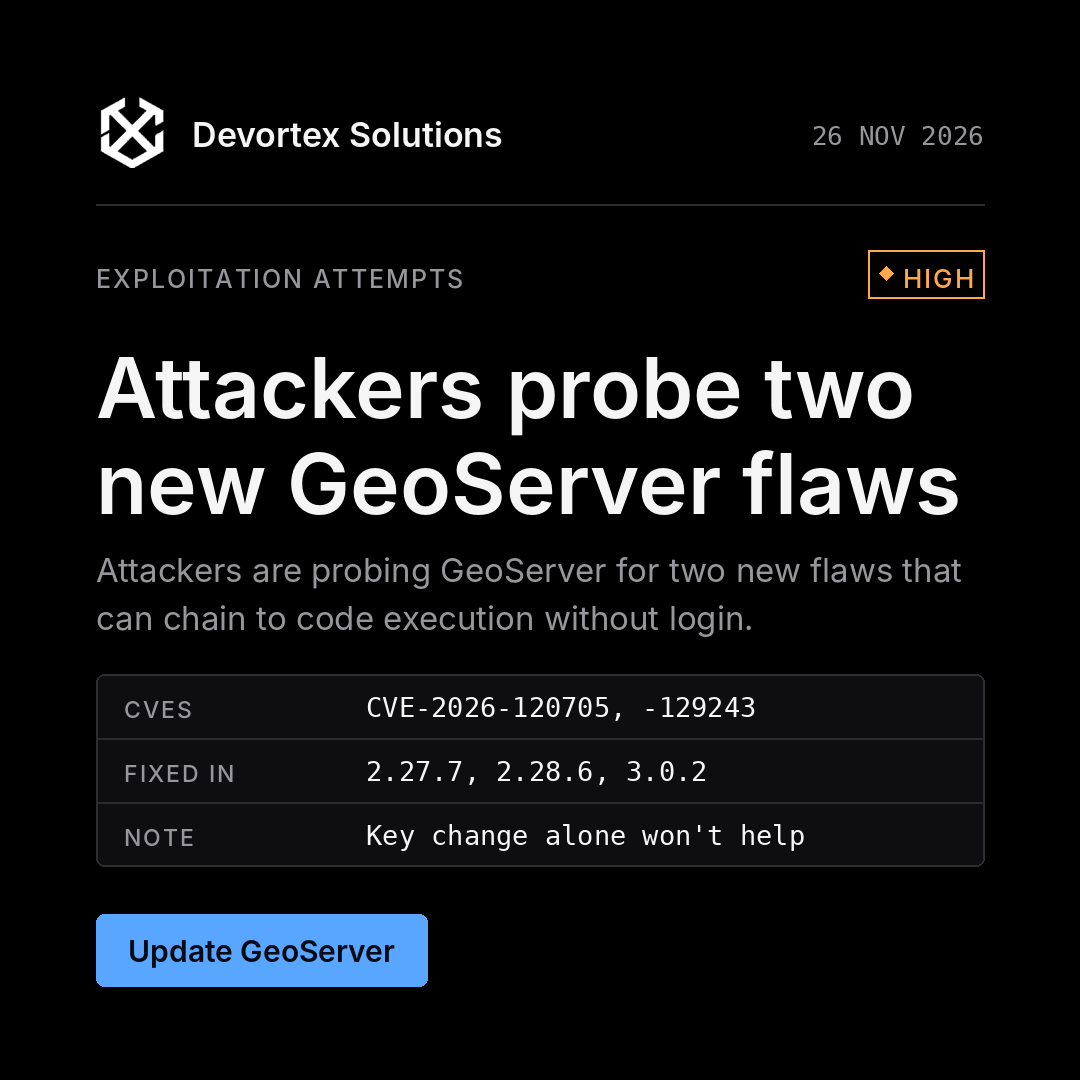 Devortex Solutions
26 NOV 2026
EXPLOITATION ATTEMPTS
HIGH
Attackers probe two
new GeoServer flaws
Attackers are probing GeoServer for two new flaws that
can chain to code execution without login.
CVES CVE-2026-120705, -129243
FIXED IN 2.27.7, 2.28.6, 3.0.2
NOTE Key change alone won't help
Update GeoServer